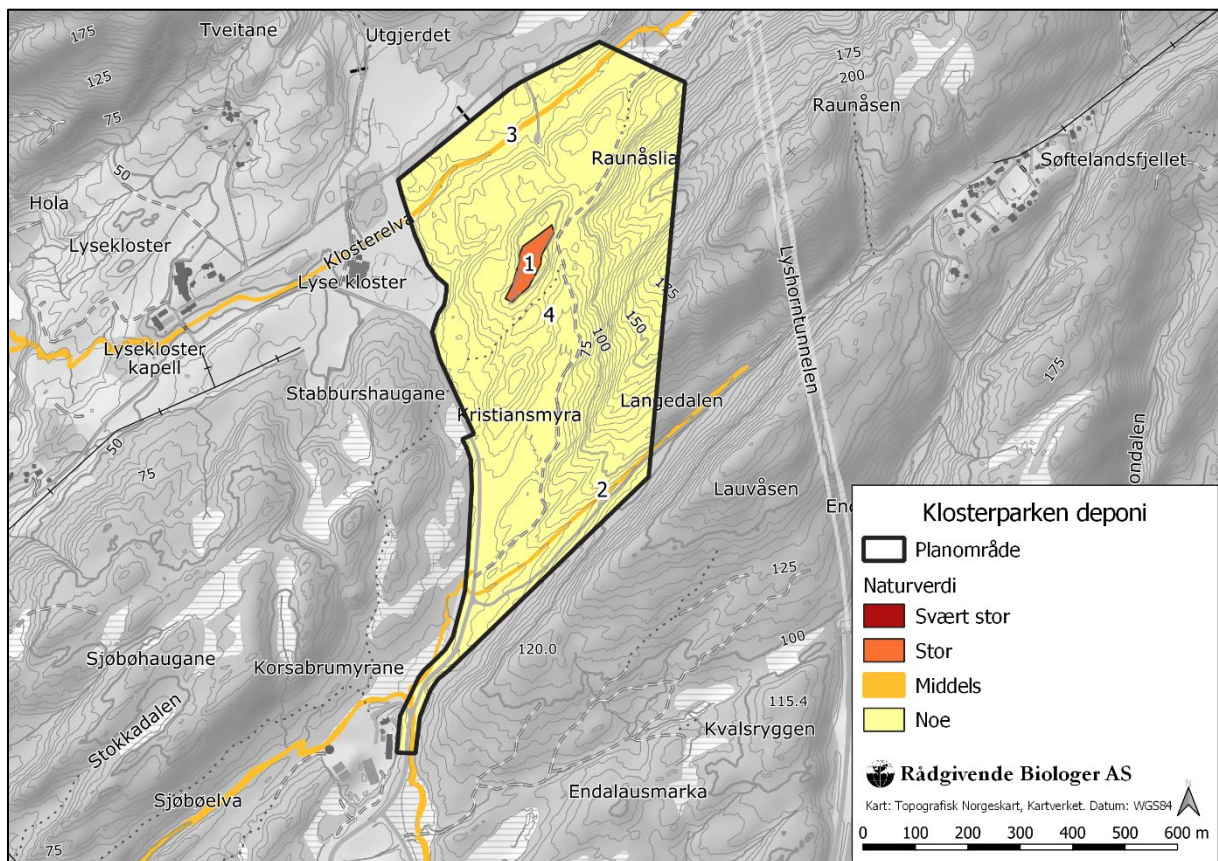 175
Tveitane
Utgjerdet
175
200
125
75
Raunåsen
3
Raunåslia
Søftelandsfjellet
50
Hola
Lysekloster
Klosterelva
Lyse kloster
1
4
175
150
100
75
Lyshorntunnelen
Lysekloster
kapell
Stabburshaugane
Kristiansmyra
Langedalen
175
50
75
2
Lauvåsen
End
ondalen
Klosterparken deponi
Planområde
Naturverdi
Svært stor
Stor
Middels
Noe
125
100
120.0
Sjøbøhaugane
Korsabrumyrane
115.4
Kvalsryggen
Stokkadalen
Sjøbøelva
Endalausmarka
75
Rådgivende Biologer AS
N
Kart: Topografisk Norgeskart, Kartverket. Datum: WGS84
0 100 200 300 400 500 600 m